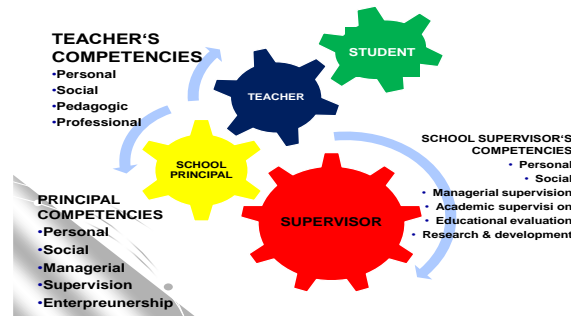 TEACHER'S
COMPETENCIES
•Personal
•Social
•Pedagogic
•Professional
STUDENT
TEACHER
SCHOOL
PRINCIPAL
SUPERVISOR
SCHOOL SUPERVISOR'S
COMPETENCIES
• Personal
• Social
• Managerial supervision
• Academic supervisi on
• Educational evaluation
• Research & development
PRINCIPAL
COMPETENCIES
•Personal
•Social
•Managerial
•Supervision
•Enterpreunership